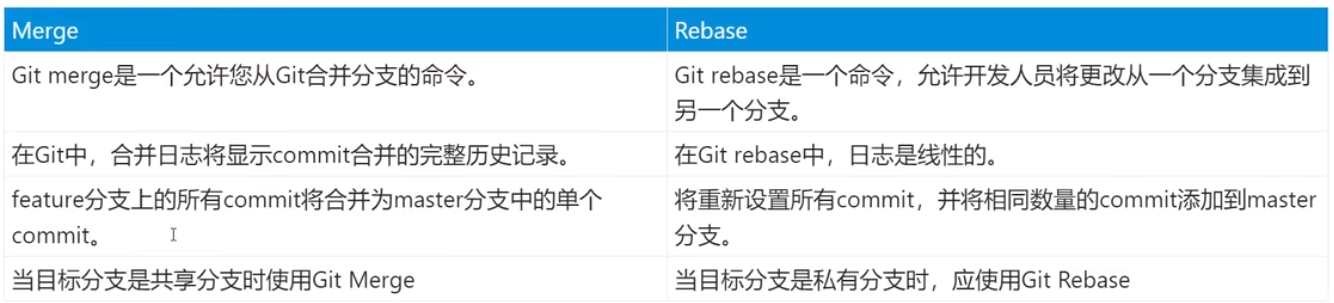 Merge
Rebase
Git merge是一个允许您从Git合并分支的命令。
Git rebase是一个命令，允许开发人员将更改从一个分支集成到
另一个分支。
在Git中，合并日志将显示commit合并的完整历史记录。
在Git rebase中，日志是线性的。
feature分支上的所有commit将合并为master分支中的单个
commit。
将重新设置所有commit，并将相同数量的commit添加到master
分支。
当目标分支是共享分支时使用Git Merge
当目标分支是私有分支时，应使用Git Rebase